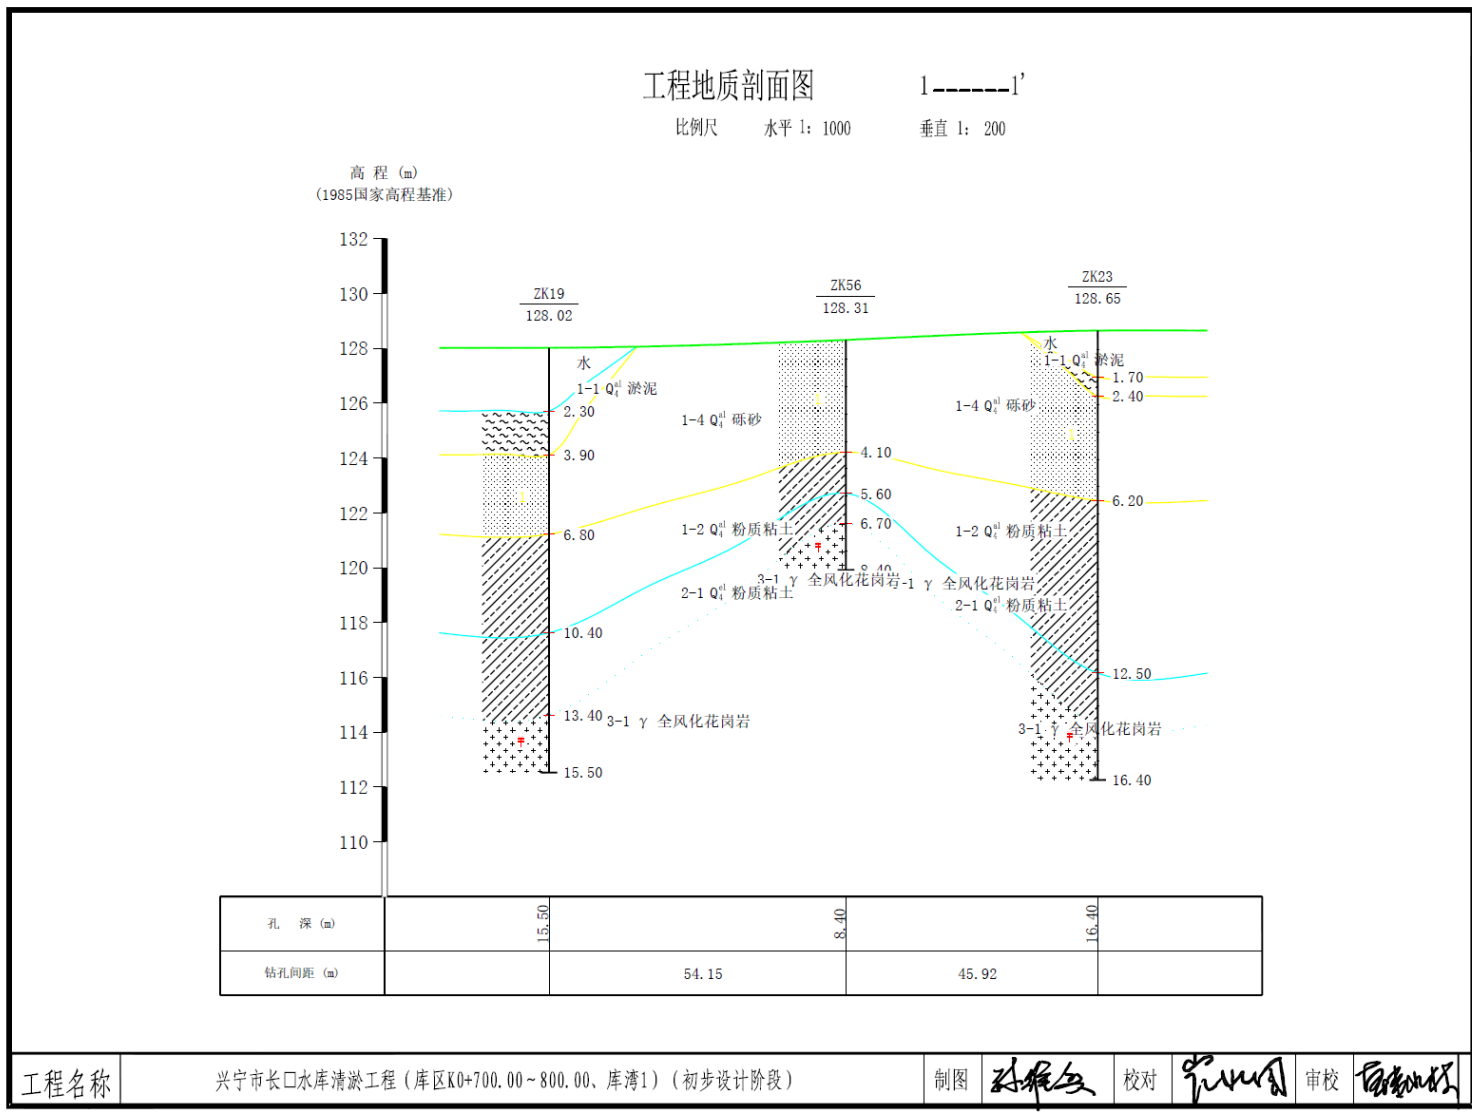 工程地质剖面图 1------1'
比例尺 水平 1: 1000 垂直 1: 200
高 程 (m)
(1985国家高程基准)
132
130
128
126
124
122
120
118
116
114
112
110
ZK19
128.02
水
1-1 Q₄ᵃˡ 淤泥
2.30
3.90
6.80
10.40
13.40
15.50
1-4 Q₄ᵃˡ 砾砂
1-2 Q₄ᵃˡ 粉质粘土
2-1 Q₄ᵉˡ 粉质粘土
3-1 γ 全风化花岗岩
ZK56
128.31
4.10
5.60
6.70
8.40
3-1 γ 全风化花岗岩
-1 γ 全风化花岗岩
ZK23
128.65
水
1-1 Q₄ᵃˡ 淤泥
1.70
2.40
6.20
12.50
16.40
1-4 Q₄ᵃˡ 砾砂
1-2 Q₄ᵃˡ 粉质粘土
2-1 Q₄ᵉˡ 粉质粘土
3-1 γ 全风化花岗岩
孔 深 (m) 15.50 8.40 16.40
钻孔间距 (m) 54.15 45.92
工程名称 兴宁市长口水库清淤工程(库区K0+700.00~800.00、库湾1)(初步设计阶段) 制图 校对 审校